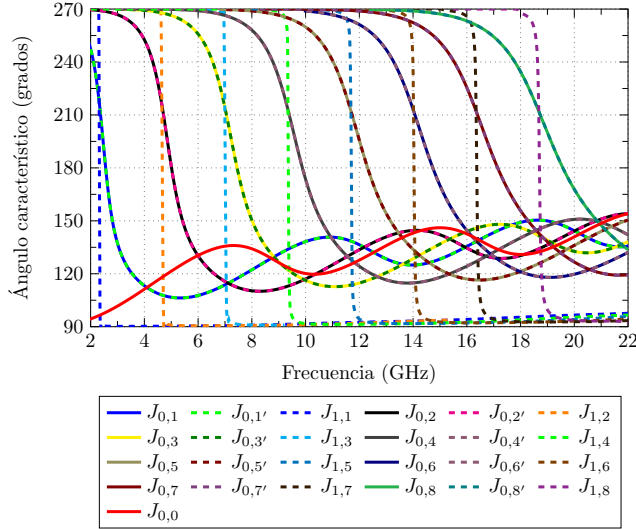 270
240
210
180
150
120
90
Ángulo característico (grados)
2 4 6 8 10 12 14 16 18 20 22
Frecuencia (GHz)
J0,1 J0,1′ J1,1 J0,2 J0,2′ J1,2
J0,3 J0,3′ J1,3 J0,4 J0,4′ J1,4
J0,5 J0,5′ J1,5 J0,6 J0,6′ J1,6
J0,7 J0,7′ J1,7 J0,8 J0,8′ J1,8
J0,0